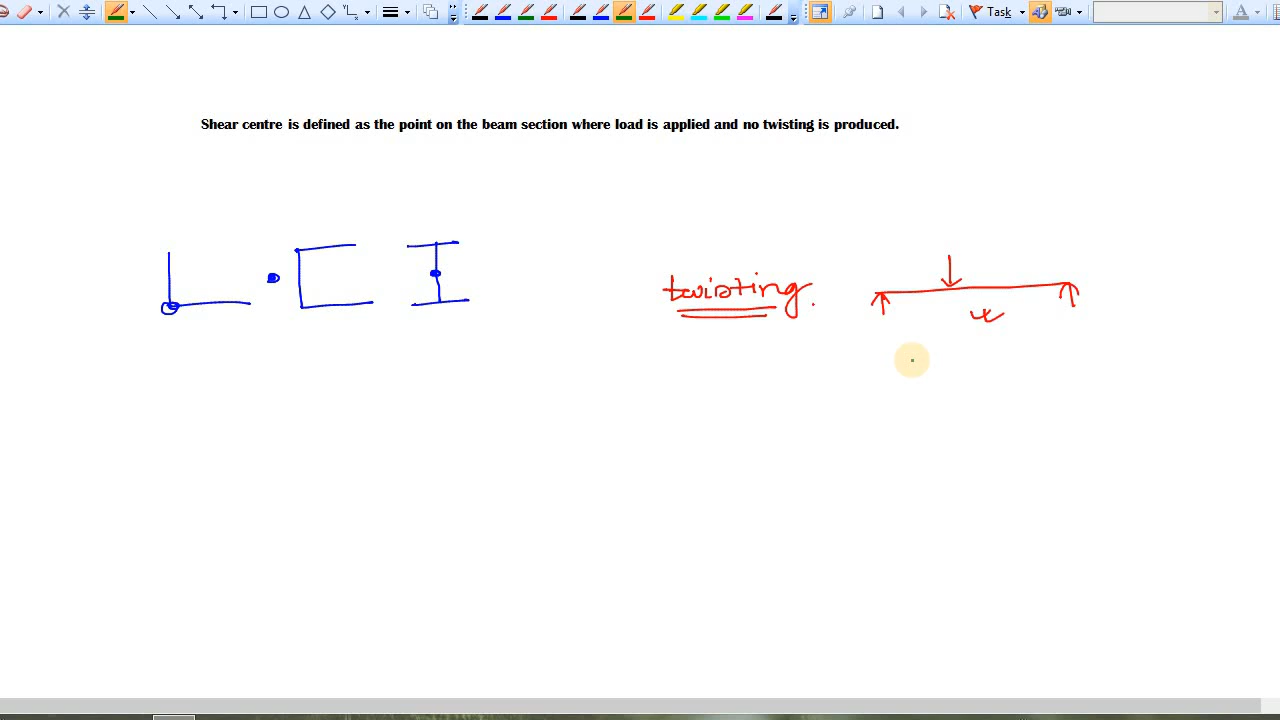 Task
A
Shear centre is defined as the point on the beam section where load is applied and no twisting is produced.
twisting.